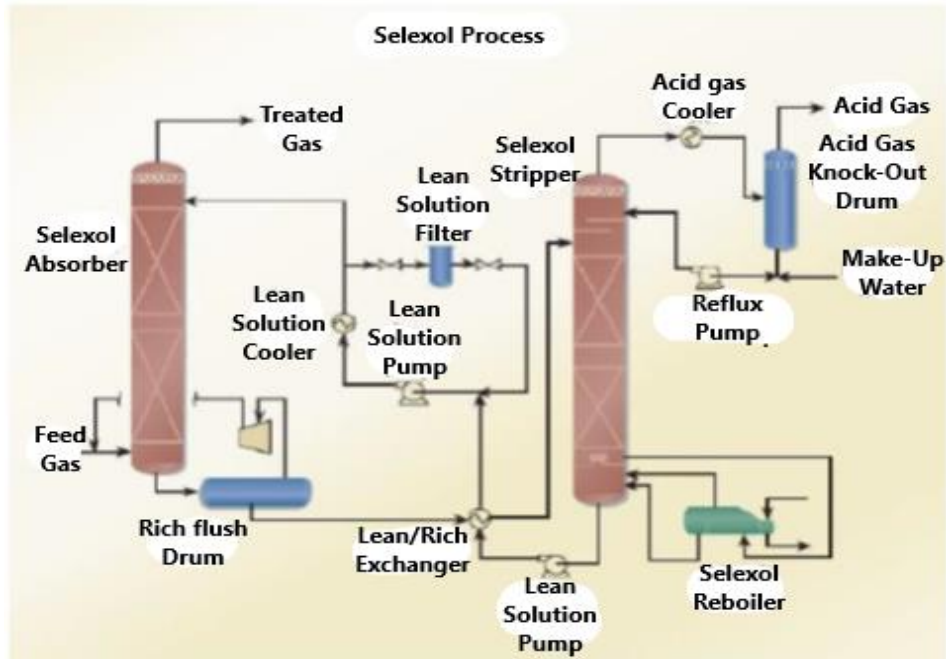 Selexol Process
Treated
Gas
Acid gas
Cooler
Acid Gas
Selexol
Stripper
Acid Gas
Knock-Out
Drum
Lean
Solution
Filter
Selexol
Absorber
Make-Up
Water
Lean
Solution
Cooler
Lean
Solution
Pump
Reflux
Pump
Feed
Gas
Rich flush
Drum
Lean/Rich
Exchanger
Lean
Solution
Pump
Selexol
Reboiler